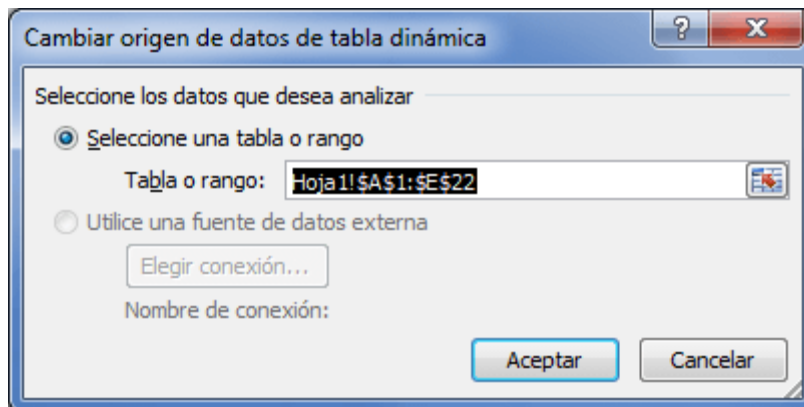 Cambiar origen de datos de tabla dinámica
?
X
Seleccione los datos que desea analizar
Seleccione una tabla o rango
Tabla o rango: Hoja1!$A$1:$E$22
Utilice una fuente de datos externa
Elegir conexión...
Nombre de conexión:
Aceptar Cancelar